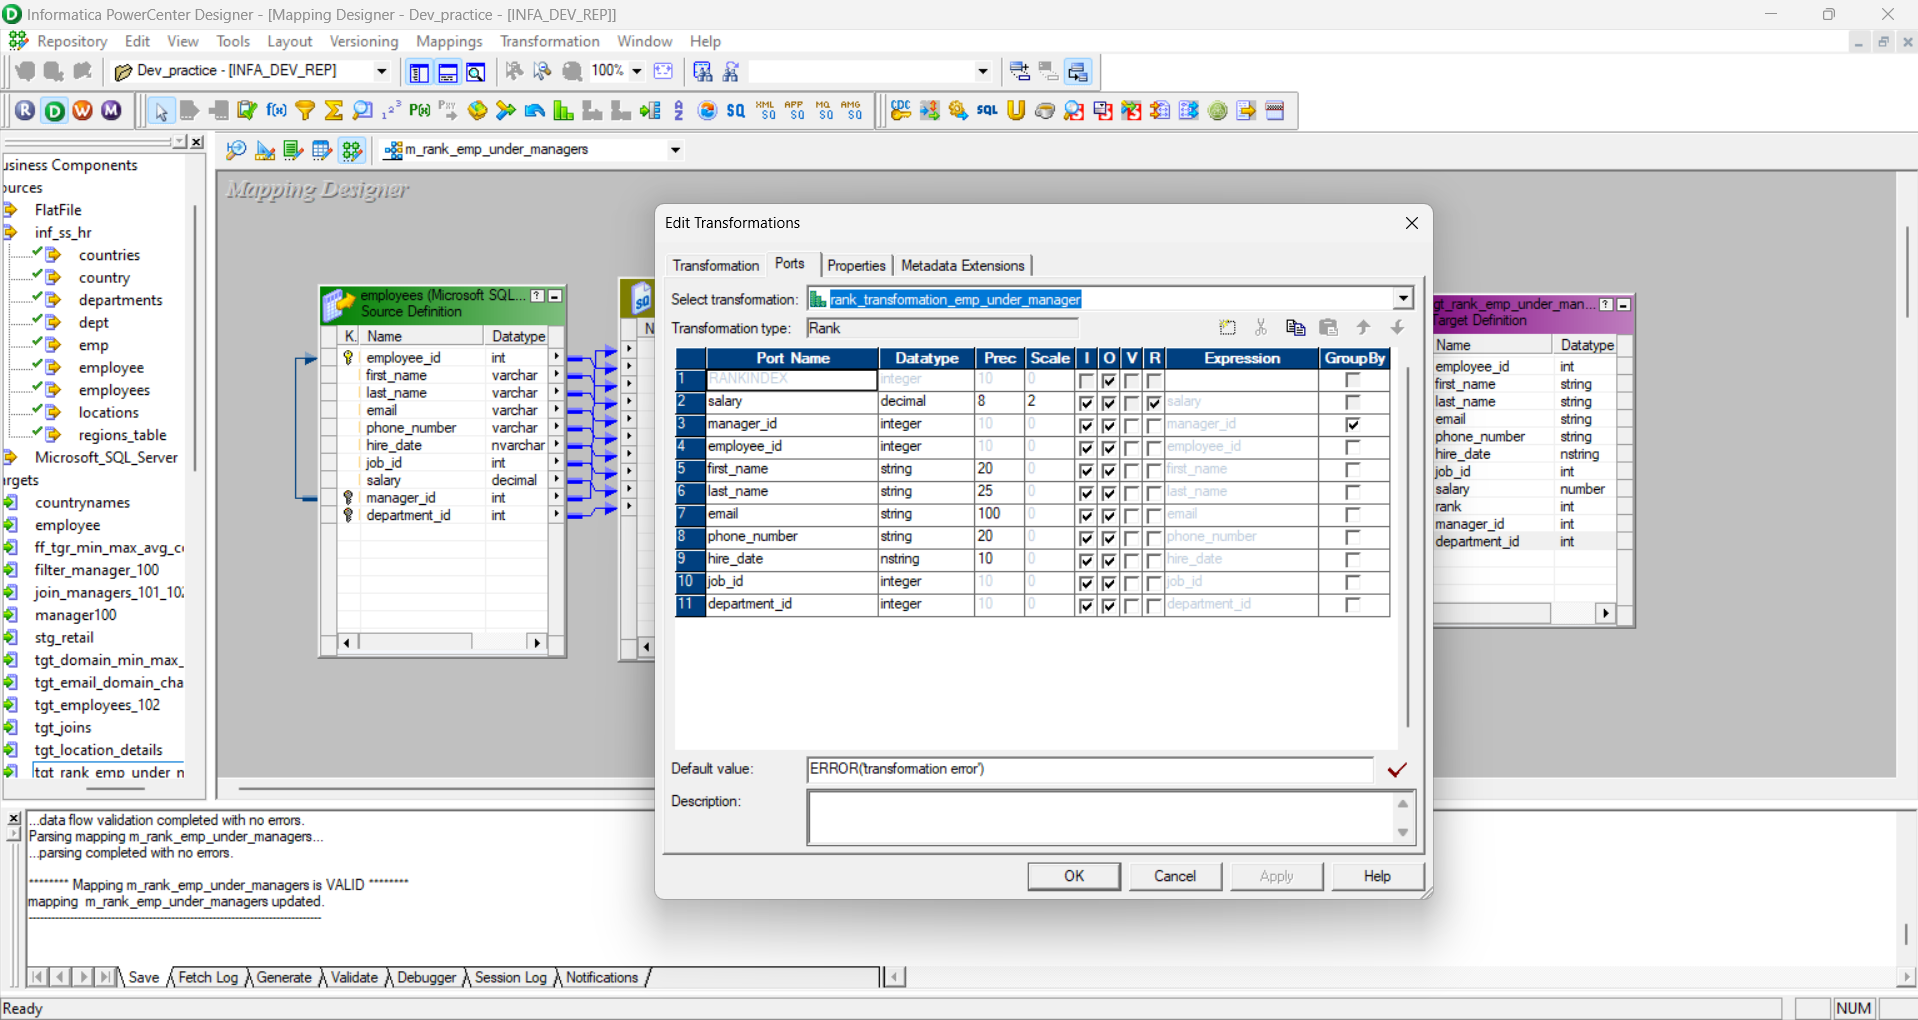 Informatica PowerCenter Designer - [Mapping Designer - Dev_practice - [INFA_DEV_REP]]
Repository Edit View Tools Layout Versioning Mappings Transformation Window Help
Dev_practice - [INFA_DEV_REP]
100%
m_rank_emp_under_managers
Mapping Designer
usiness Components
ources
FlatFile
inf_ss_hr
countries
country
departments
dept
emp
employee
employees
locations
regions_table
Microsoft_SQL_Server
rgets
countrynames
employee
ff_tgr_min_max_avg_c
filter_manager_100
join_managers_101_10
manager100
stg_retail
tgt_domain_min_max_
tgt_email_domain_cha
tgt_employees_102
tgt_joins
tgt_location_details
tgt_rank_emp_under_n
employees (Microsoft SQL...
Source Definition
K. Name Datatype
employee_id int
first_name varchar
last_name varchar
email varchar
phone_number varchar
hire_date nvarchar
job_id int
salary decimal
manager_id int
department_id int
SQ
N
Edit Transformations
Transformation Ports Properties Metadata Extensions
Select transformation: rank_transformation_emp_under_manager
Transformation type: Rank
Port Name Datatype Prec Scale I O V R Expression GroupBy
1 RANKINDEX integer 10 0
2 salary decimal 8 2 salary
3 manager_id integer 10 0 manager_id
4 employee_id integer 10 0 employee_id
5 first_name string 20 0 first_name
6 last_name string 25 0 last_name
7 email string 100 0 email
8 phone_number string 20 0 phone_number
9 hire_date nstring 10 0 hire_date
10 job_id integer 10 0 job_id
11 department_id integer 10 0 department_id
Default value: ERROR('transformation error')
Description:
OK Cancel Apply Help
gt_rank_emp_under_man...
Target Definition
Name Datatype
employee_id int
first_name string
last_name string
email string
phone_number string
hire_date nstring
job_id int
salary number
rank int
manager_id int
department_id int
...data flow validation completed with no errors.
Parsing mapping m_rank_emp_under_managers...
...parsing completed with no errors.
******** Mapping m_rank_emp_under_managers is VALID ********
mapping m_rank_emp_under_managers updated.
Save Fetch Log Generate Validate Debugger Session Log Notifications
Ready
NUM